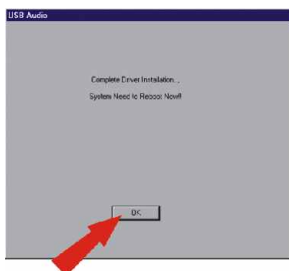 USB Audio
Complete Driver Installation...
System Need to Reboot Now!!
OK